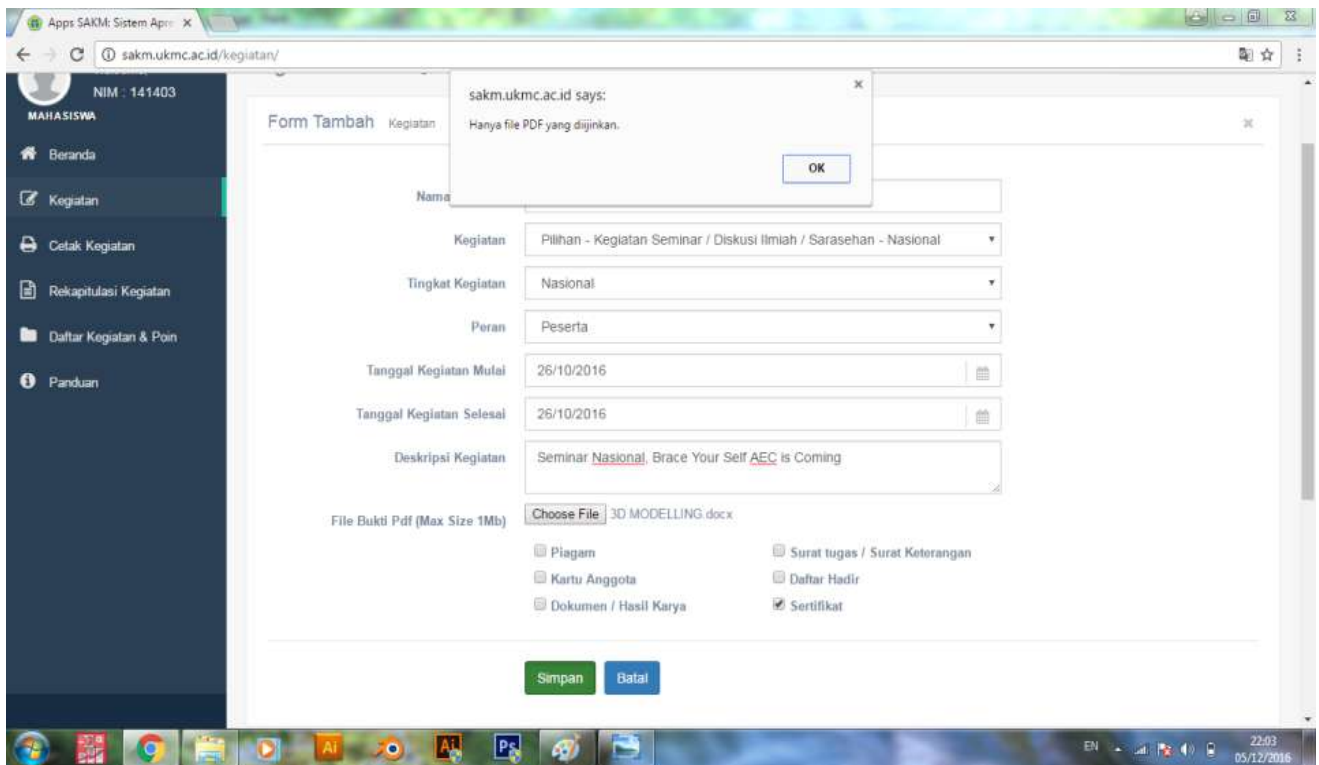 Apps SAKM: Sistem Apre
sakm.ukmc.ac.id/kegiatan/
NIM : 141403
MAHASISWA
Beranda
Kegiatan
Cetak Kegiatan
Rekapitulasi Kegiatan
Daftar Kegiatan & Poin
Panduan
sakm.ukmc.ac.id says:
Hanya file PDF yang diijinkan.
OK
Form Tambah Kegiatan
Nama
Kegiatan Pilihan - Kegiatan Seminar / Diskusi Ilmiah / Sarasehan - Nasional
Tingkat Kegiatan Nasional
Peran Peserta
Tanggal Kegiatan Mulai 26/10/2016
Tanggal Kegiatan Selesai 26/10/2016
Deskripsi Kegiatan Seminar Nasional, Brace Your Self AEC is Coming
File Bukti Pdf (Max Size 1Mb) Choose File 3D MODELLING.docx
Piagam Surat tugas / Surat Keterangan
Kartu Anggota Daftar Hadir
Dokumen / Hasil Karya Sertifikat
Simpan Batal
Ai Ai Ps EN 22:03
05/12/2016